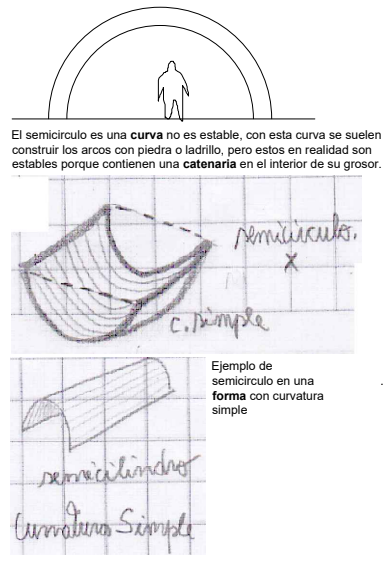 El semicirculo es una curva no es estable, con esta curva se suelen
construir los arcos con piedra o ladrillo, pero estos en realidad son
estables porque contienen una catenaria en el interior de su grosor.
semicirculo.
X
c. simple
Ejemplo de
semicirculo en una
forma con curvatura
simple
.
semicilindro
Curvatura Simple